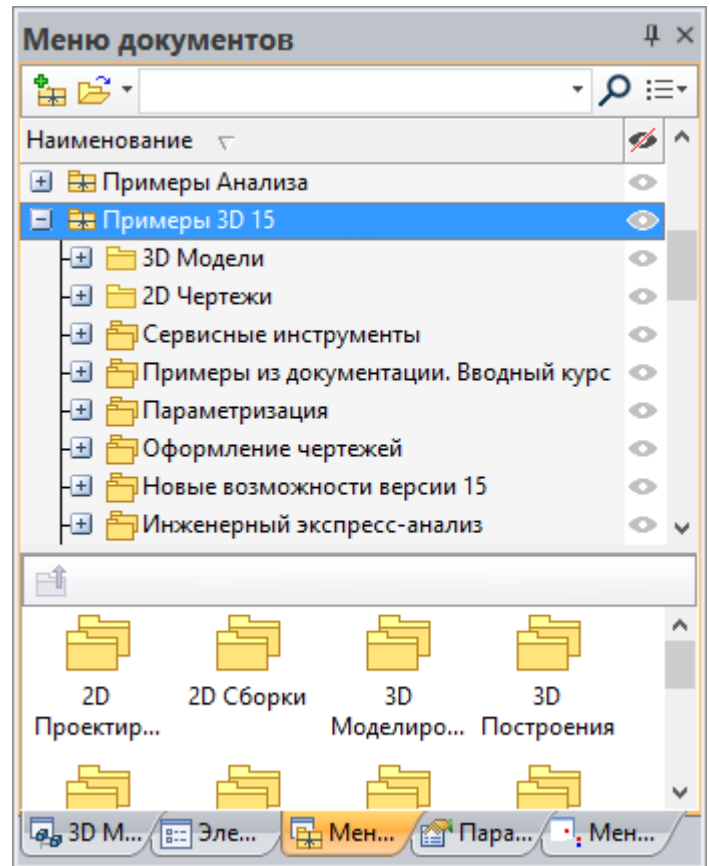 Меню документов
Наименование
Примеры Анализа
Примеры 3D 15
3D Модели
2D Чертежи
Сервисные инструменты
Примеры из документации. Вводный курс
Параметризация
Оформление чертежей
Новые возможности версии 15
Инженерный экспресс-анализ
2D Проектир...
2D Сборки
3D Моделиро...
3D Построения
3D М...
Эле...
Мен...
Пара...
Мен...